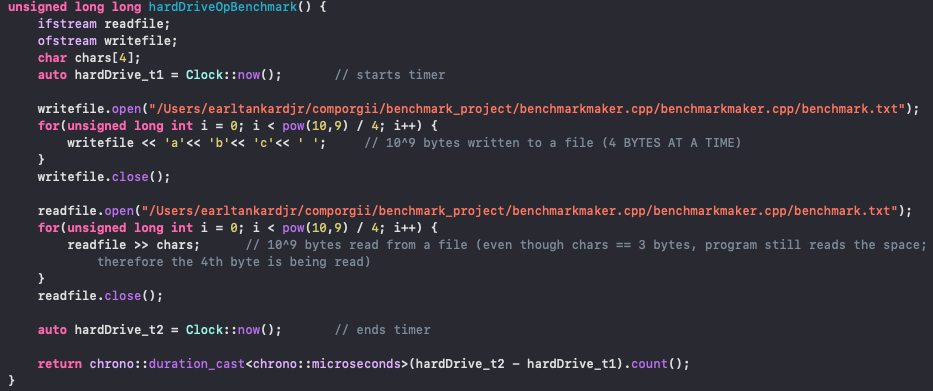 unsigned long long hardDriveOpBenchmark() {
    ifstream readfile;
    ofstream writefile;
    char chars[4];
    auto hardDrive_t1 = Clock::now();       // starts timer

    writefile.open("/Users/earltankardjr/comporgii/benchmark_project/benchmarkmaker.cpp/benchmarkmaker.cpp/benchmark.txt");
    for(unsigned long int i = 0; i < pow(10,9) / 4; i++) {
        writefile << 'a'<< 'b'<< 'c'<< ' ';     // 10^9 bytes written to a file (4 BYTES AT A TIME)
    }
    writefile.close();

    readfile.open("/Users/earltankardjr/comporgii/benchmark_project/benchmarkmaker.cpp/benchmarkmaker.cpp/benchmark.txt");
    for(unsigned long int i = 0; i < pow(10,9) / 4; i++) {
        readfile >> chars;      // 10^9 bytes read from a file (even though chars == 3 bytes, program still reads the space;
            therefore the 4th byte is being read)
    }
    readfile.close();

    auto hardDrive_t2 = Clock::now();       // ends timer

    return chrono::duration_cast<chrono::microseconds>(hardDrive_t2 - hardDrive_t1).count();
}